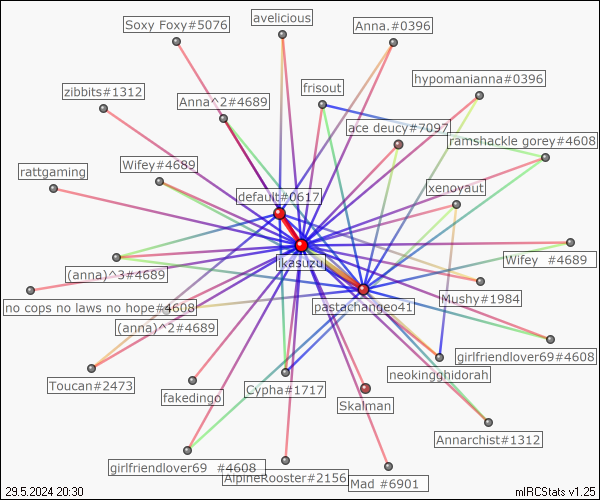 Soxy Foxy#5076
avelicious
Anna.#0396
hypomanianna#0396
frisout
zibbits#1312
Anna^2#4689
ace deucy#7097
ramshackle gorey#4608
Wifey#4689
rattgaming
xenoyaut
default#0617
ikasuzu
Wifey  #4689
(anna)^3#4689
no cops no laws no hope#4608
pastachangeo41
Mushy#1984
(anna)^2#4689
girlfriendlover69#4608
neokingghidorah
Toucan#2473
fakedingo
Cypha#1717
Skalman
Annarchist#1312
girlfriendlover69  #4608
AlpineRooster#2156
Mad #6901
29.5.2024 20:30
mIRCStats v1.25